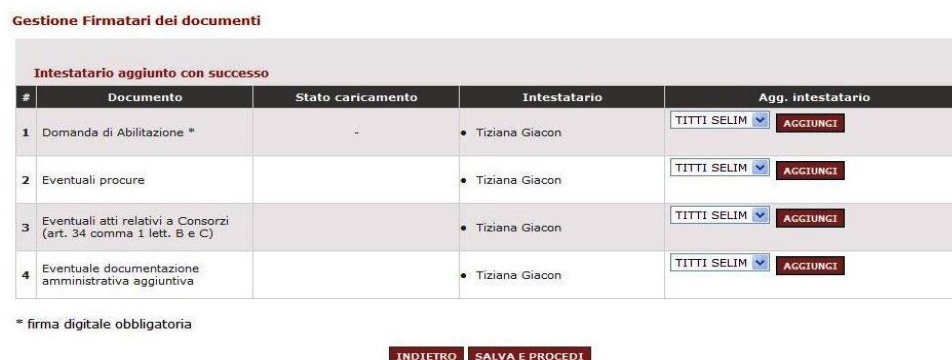 Gestione Firmatari dei documenti
Intestatario aggiunto con successo
# Documento Stato caricamento Intestatario Agg. intestatario
1 Domanda di Abilitazione * - • Tiziana Giacon TITTI SELIM AGGIUNGI
2 Eventuali procure • Tiziana Giacon TITTI SELIM AGGIUNGI
3 Eventuali atti relativi a Consorzi
(art. 34 comma 1 lett. B e C) • Tiziana Giacon TITTI SELIM AGGIUNGI
4 Eventuale documentazione
amministrativa aggiuntiva • Tiziana Giacon TITTI SELIM AGGIUNGI
* firma digitale obbligatoria
INDIETRO SALVA E PROCEDI